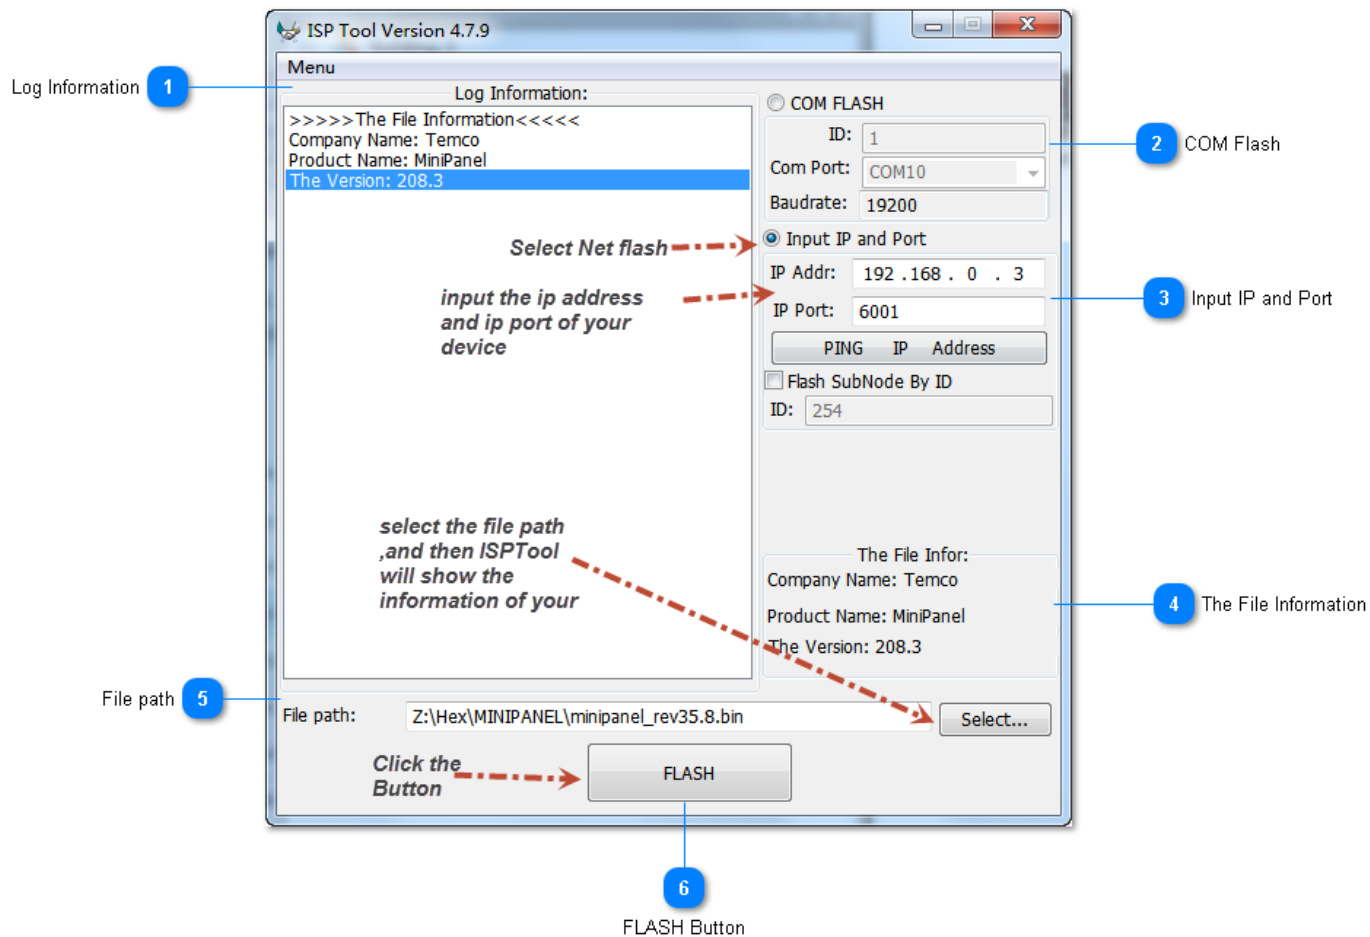 ISP Tool Version 4.7.9
Menu
Log Information
1
Log Information:
>>>>>The File Information<<<<<
Company Name: Temco
Product Name: MiniPanel
The Version: 208.3
COM FLASH
ID: 1
Com Port: COM10
Baudrate: 19200
2
COM Flash
Select Net flash
Input IP and Port
input the ip address
and ip port of your
device
IP Addr: 192 . 168 . 0 . 3
IP Port: 6001
PING IP Address
3
Input IP and Port
Flash SubNode By ID
ID: 254
select the file path
,and then ISPTool
will show the
information of your
The File Infor:
Company Name: Temco
Product Name: MiniPanel
The Version: 208.3
4
The File Information
File path
5
File path: Z:\Hex\MINIPANEL\minipanel_rev35.8.bin
Select...
Click the
Button
FLASH
6
FLASH Button